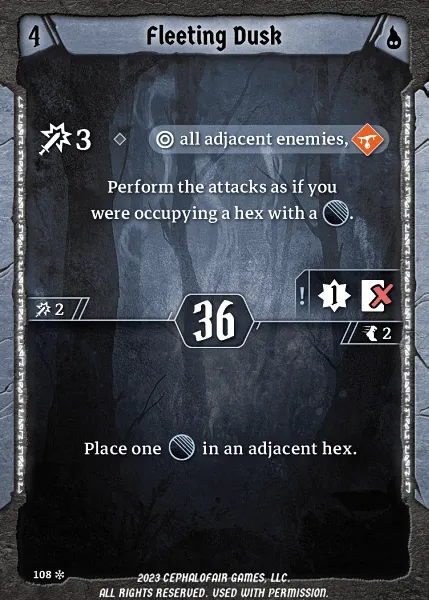 4
Fleeting Dusk
3 all adjacent enemies,
Perform the attacks as if you
were occupying a hex with a .
! 1
2
36
2
Place one in an adjacent hex.
108
2023 CEPHALOFAIR GAMES, LLC.
ALL RIGHTS RESERVED. USED WITH PERMISSION.